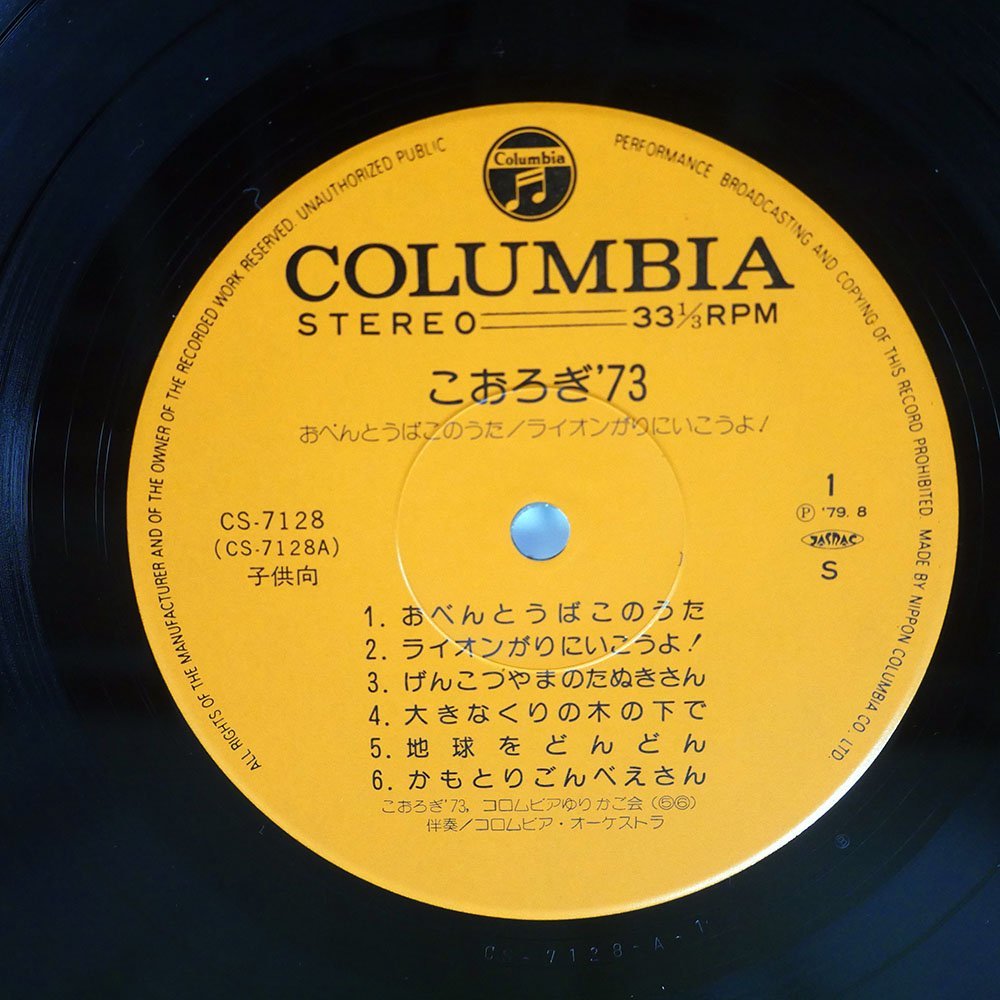 Columbia
COLUMBIA
STEREO 33⅓RPM
こおろぎ'73
おべんとうばこのうた/ライオンがりにいこうよ!
CS-7128
(CS-7128A)
子供向
1
Ⓟ '79. 8
JASRAC
S
1. おべんとうばこのうた
2. ライオンがりにいこうよ!
3. げんこつやまのたぬきさん
4. 大きなくりの木の下で
5. 地球をどんどん
6. かもとりごんべえさん
こおろぎ'73, コロムビアゆりかご会(⑤⑥)
伴奏/コロムビア・オーケストラ
ALL RIGHTS OF THE MANUFACTURER AND OF THE OWNER OF THE RECORDED WORK RESERVED. UNAUTHORIZED PUBLIC PERFORMANCE BROADCASTING AND COPYING OF THIS RECORD PROHIBITED MADE BY NIPPON COLUMBIA CO. LTD.
CS-7128-A-1